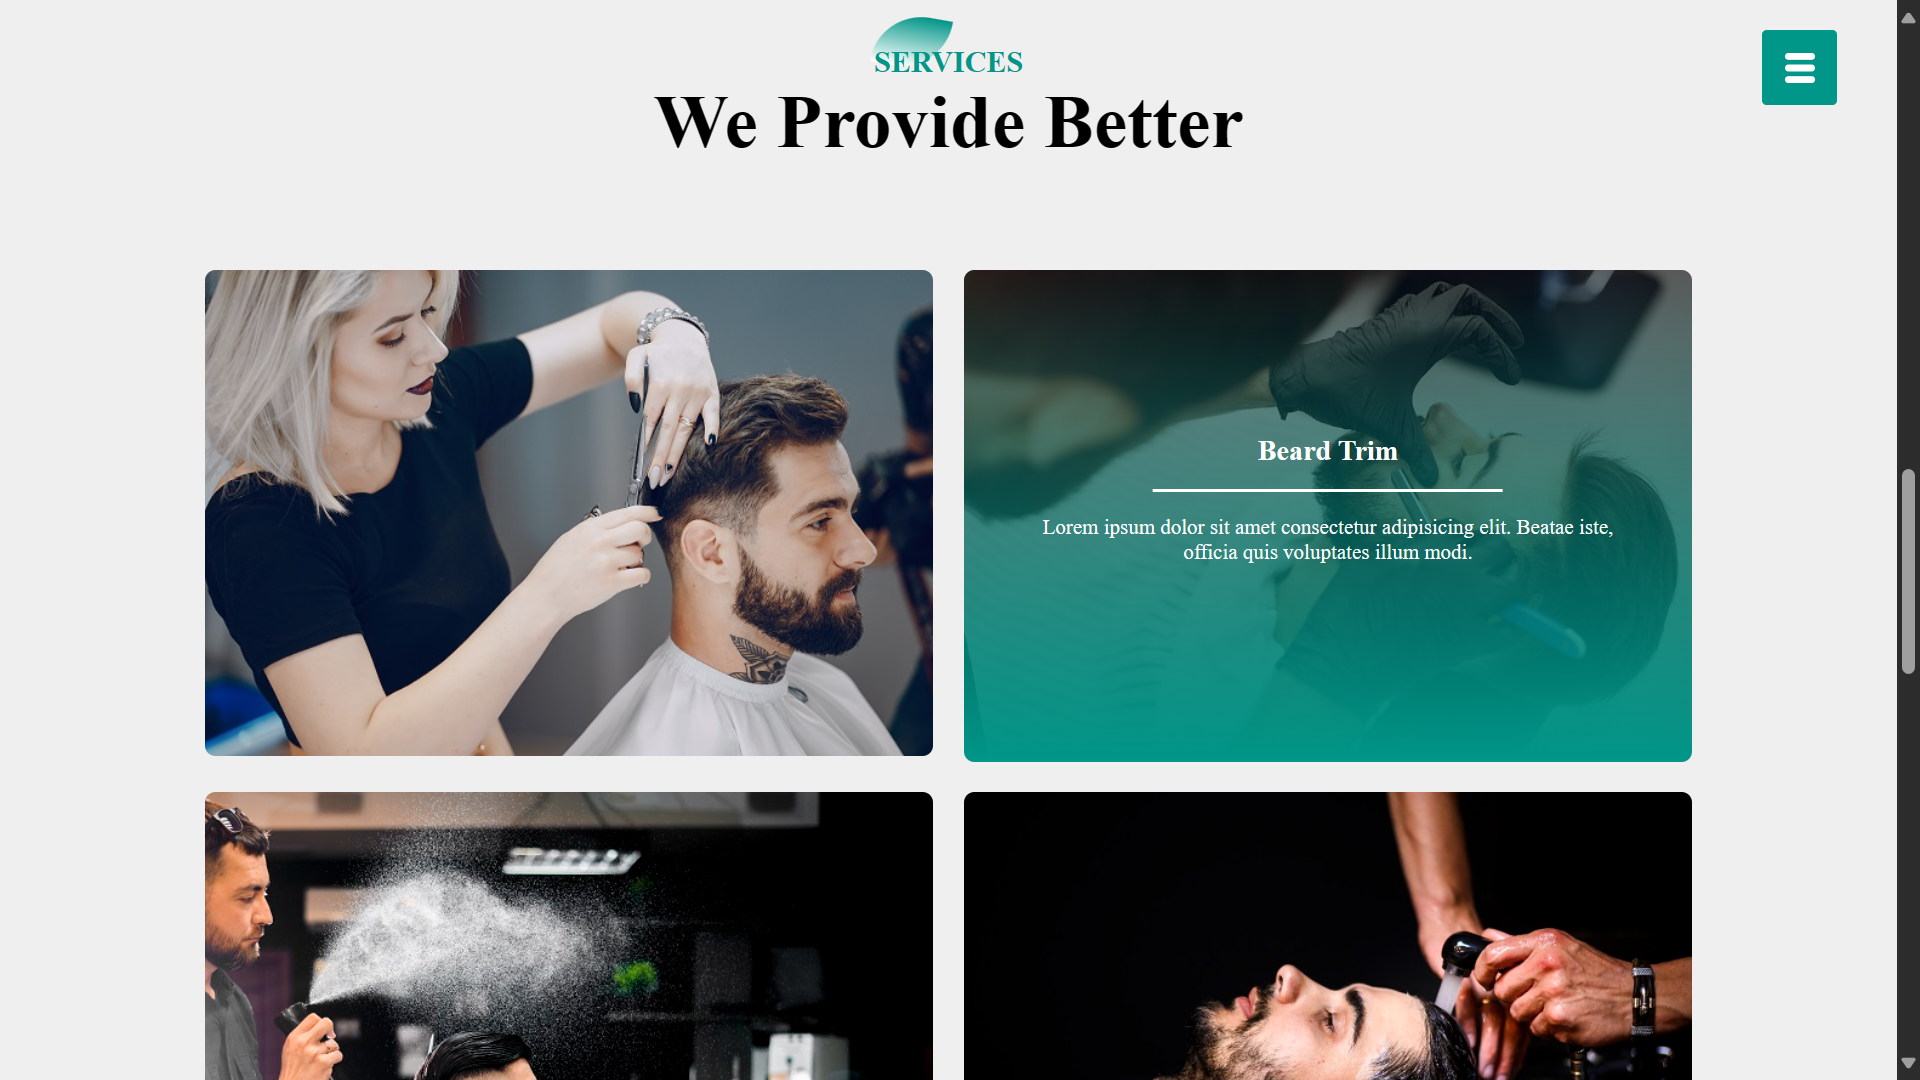 SERVICES
We Provide Better
Beard Trim
Lorem ipsum dolor sit amet consectetur adipisicing elit. Beatae iste,
officia quis voluptates illum modi.